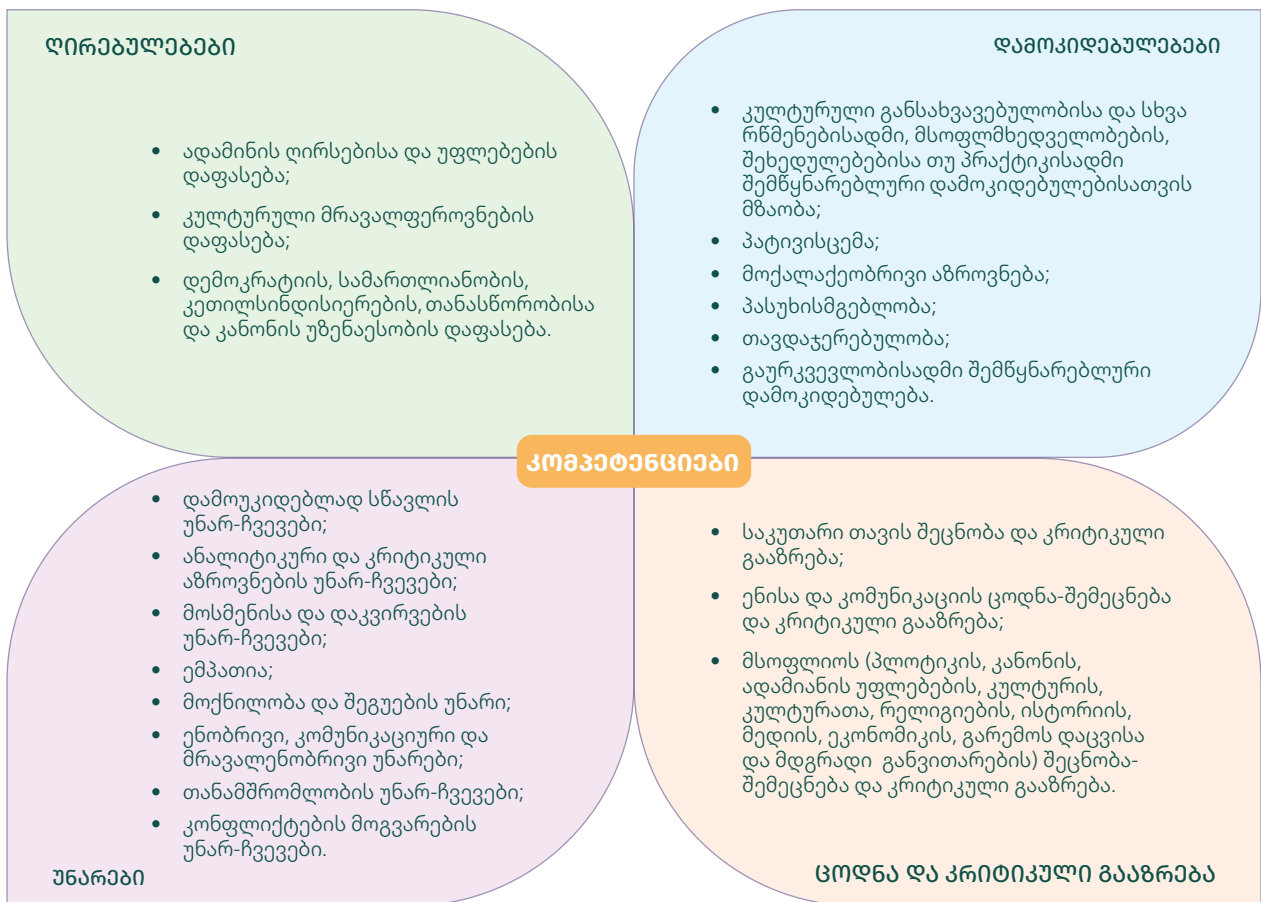 ღირებულებები
• ადამინის ღირსებისა და უფლებების
დაფასება;
• კულტურული მრავალფეროვნების
დაფასება;
• დემოკრატიის, სამართლიანობის,
კეთილსინდისიერების, თანასწორობისა
და კანონის უზენაესობის დაფასება.
დამოკიდებულებები
• კულტურული განსახვავებულობისა და სხვა
რწმენებისადმი, მსოფლმხედველობების,
შეხედულებებისა თუ პრაქტიკისადმი
შემწყნარებლური დამოკიდებულებისათვის
მზაობა;
• პატივისცემა;
• მოქალაქეობრივი აზროვნება;
• პასუხისმგებლობა;
• თავდაჯერებულობა;
• გაურკვევლობისადმი შემწყნარებლური
დამოკიდებულება.
კომპეტენციები
• დამოუკიდებლად სწავლის
უნარ-ჩვევები;
• ანალიტიკური და კრიტიკული
აზროვნების უნარ-ჩვევები;
• მოსმენისა და დაკვირვების
უნარ-ჩვევები;
• ემპათია;
• მოქნილობა და შეგუების უნარი;
• ენობრივი, კომუნიკაციური და
მრავალენობრივი უნარები;
• თანამშრომლობის უნარ-ჩვევები;
• კონფლიქტების მოგვარების
უნარ-ჩვევები.
უნარები
• საკუთარი თავის შეცნობა და კრიტიკული
გააზრება;
• ენისა და კომუნიკაციის ცოდნა-შემეცნება
და კრიტიკული გააზრება;
• მსოფლიოს (პლოტიკის, კანონის,
ადამიანის უფლებების, კულტურის,
კულტურათა, რელიგიების, ისტორიის,
მედიის, ეკონომიკის, გარემოს დაცვისა
და მდგრადი განვითარების) შეცნობა-
შემეცნება და კრიტიკული გააზრება.
ცოდნა და კრიტიკული გააზრება